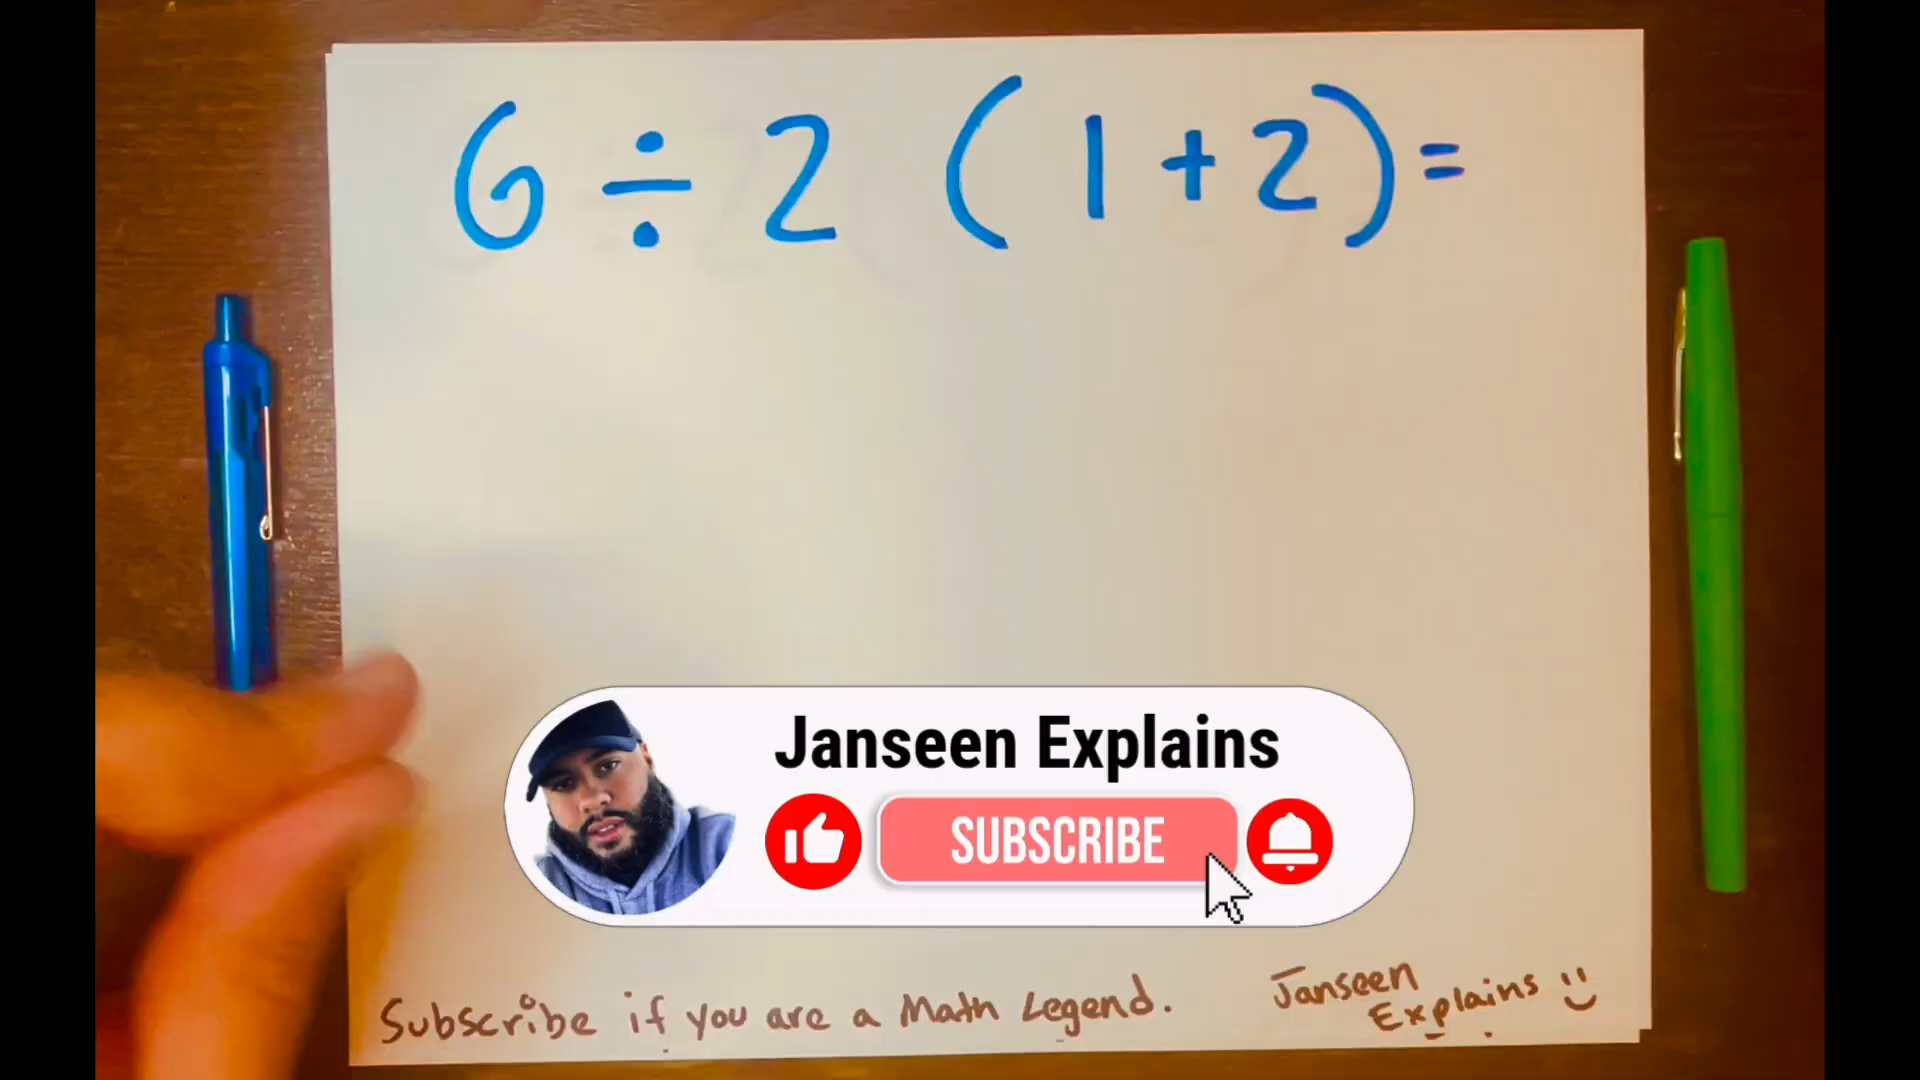 6 ÷ 2 (1+2)=
Janseen Explains
SUBSCRIBE
Subscribe if you are a Math Legend.
Janseen
Explains